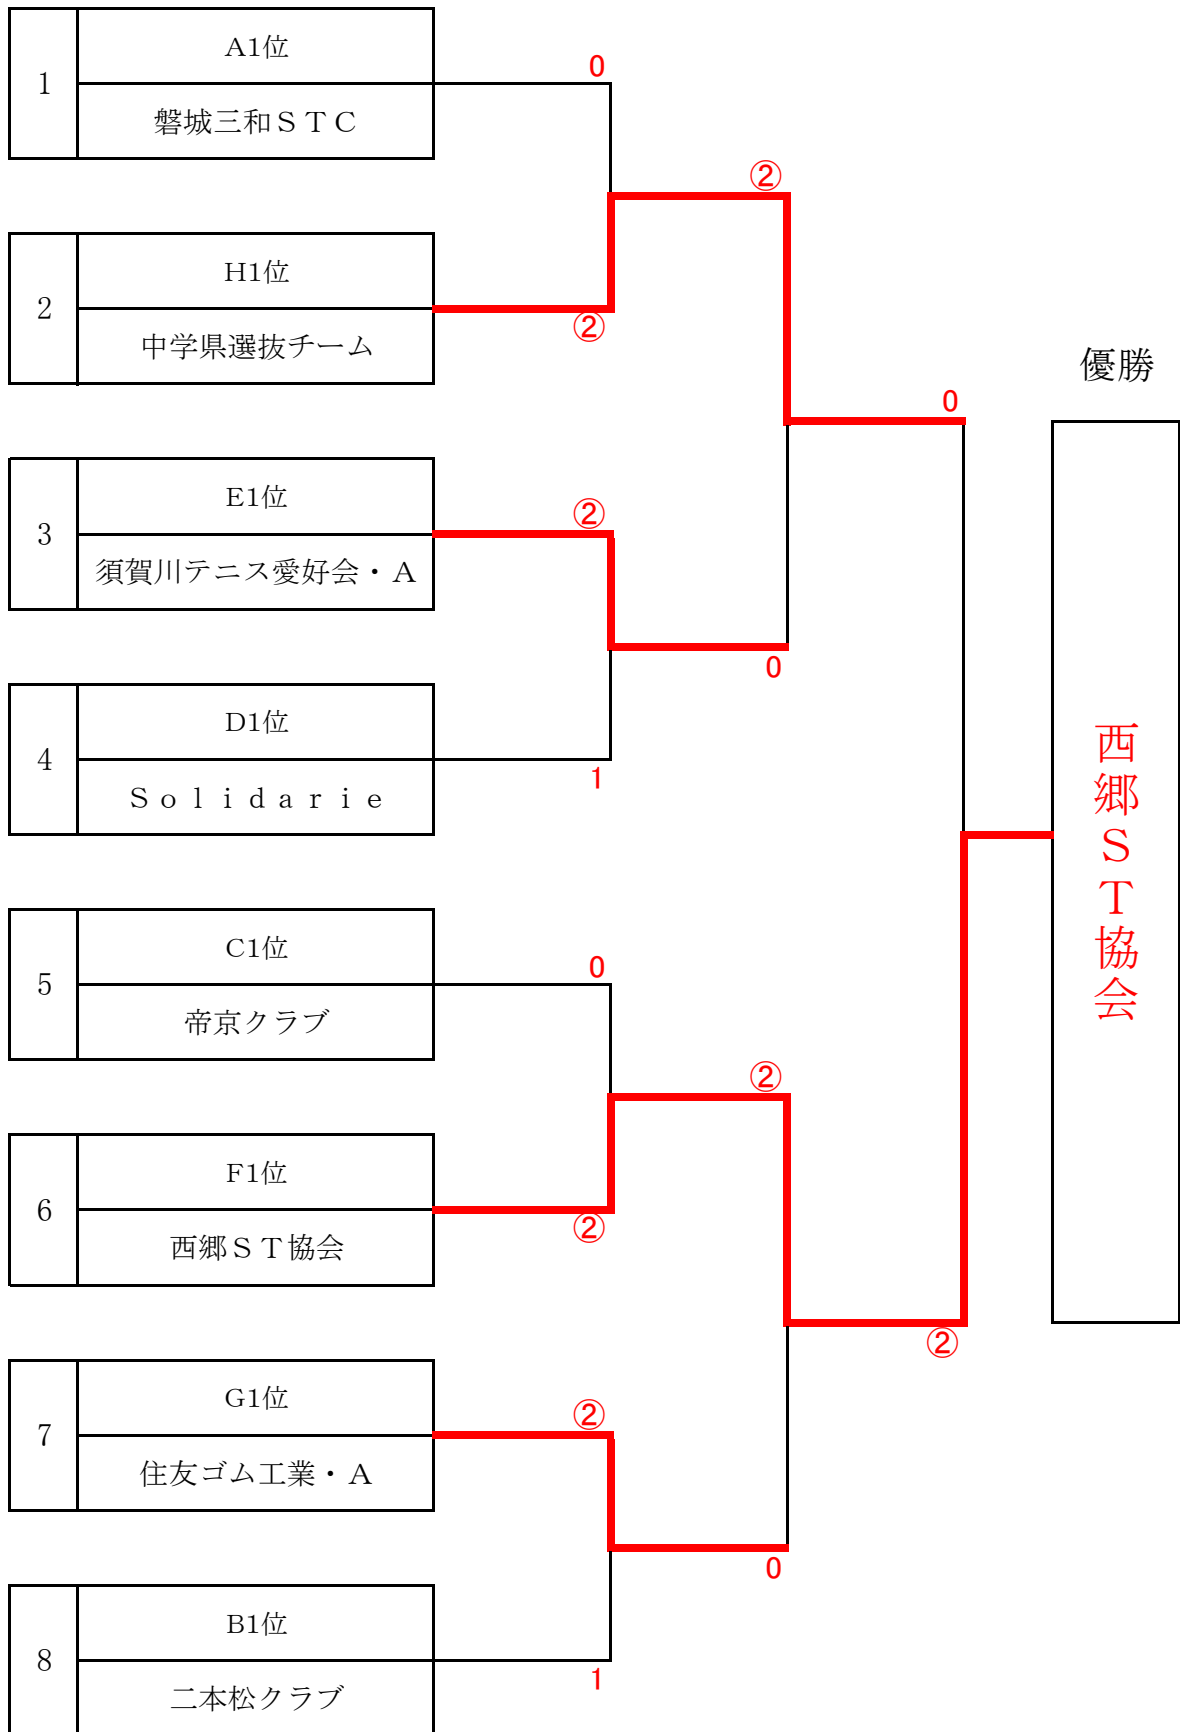 A1位
0
1
磐城三和ＳＴＣ
②
H1位
2
②
中学県選抜チーム
優勝
0
E1位
②
3
須賀川テニス愛好会・Ａ
0
D1位
4
1
Ｓｏｌｉｄａｒｉｅ
西郷ＳＴ協会
C1位
0
5
帝京クラブ
②
F1位
6
②
西郷ＳＴ協会
②
G1位
②
7
住友ゴム工業・Ａ
0
B1位
8
1
二本松クラブ